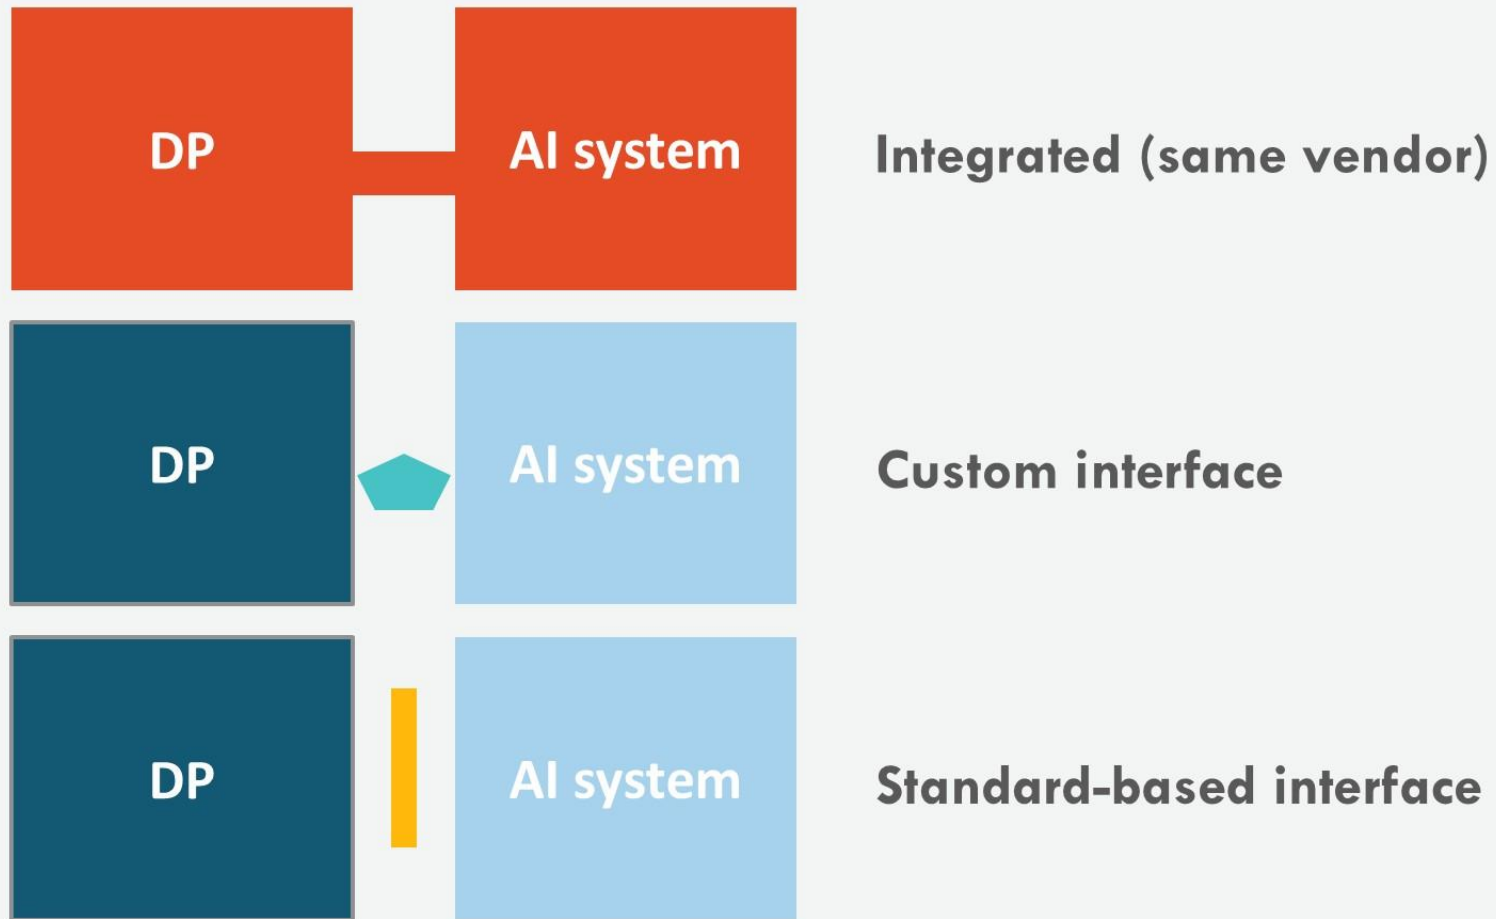 DP
AI system
Integrated (same vendor)
DP
AI system
Custom interface
DP
AI system
Standard-based interface